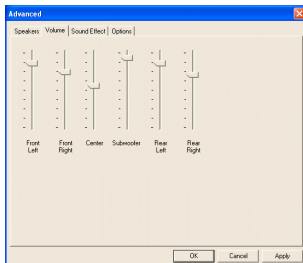 Advanced
Speakers Volume Sound Effect Options
Front Left
Front Right
Center
Subwoofer
Rear Left
Rear Right
OK Cancel Apply